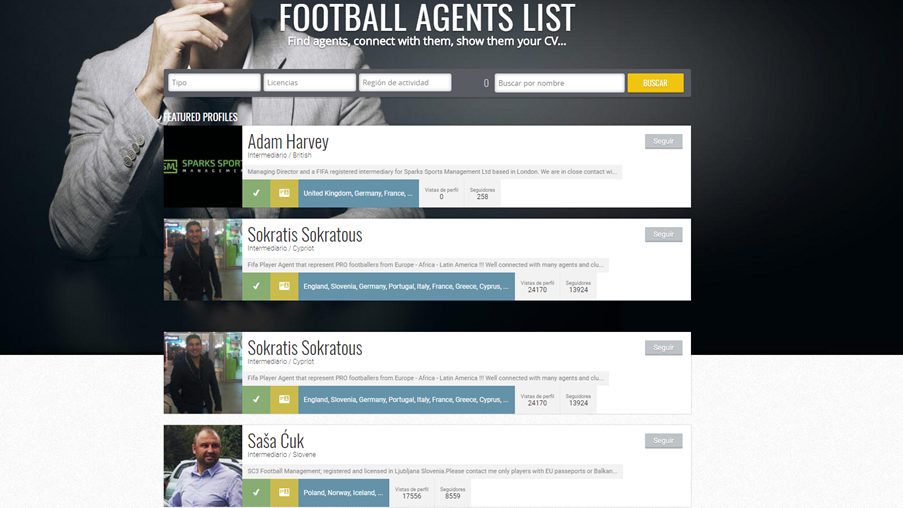 FOOTBALL AGENTS LIST
Find agents, connect with them, show them your CV...
Tipo
Licencias
Región de actividad
0
Buscar por nombre
BUSCAR
FEATURED PROFILES
SM SPARKS SPORT
MANAGEMEN
Adam Harvey
Seguir
Intermediario / British
Managing Director and a FIFA registered intermediary for Sparks Sports Management Ltd based in London. We are in close contact wi...
United Kingdom, Germany, France, ...
Vistas de perfil
0
Seguidores
258
Sokratis Sokratous
Seguir
Intermediario / Cypriot
Fifa Player Agent that represent PRO footballers from Europe - Africa - Latin America !!! Well connected with many agents and clu...
England, Slovenia, Germany, Portugal, Italy, France, Greece, Cyprus, ...
Vistas de perfil
24170
Seguidores
13924
Sokratis Sokratous
Seguir
Intermediario / Cypriot
Fifa Player Agent that represent PRO footballers from Europe - Africa - Latin America !!! Well connected with many agents and clu...
England, Slovenia, Germany, Portugal, Italy, France, Greece, Cyprus, ...
Vistas de perfil
24170
Seguidores
13924
Saša Ćuk
Seguir
Intermediario / Slovene
SC3 Football Management; registered and licensed in Ljubljana Slovenia.Please contact me only players with EU passeports or Balkan...
Poland, Norway, Iceland, ...
Vistas de perfil
17556
Seguidores
8559